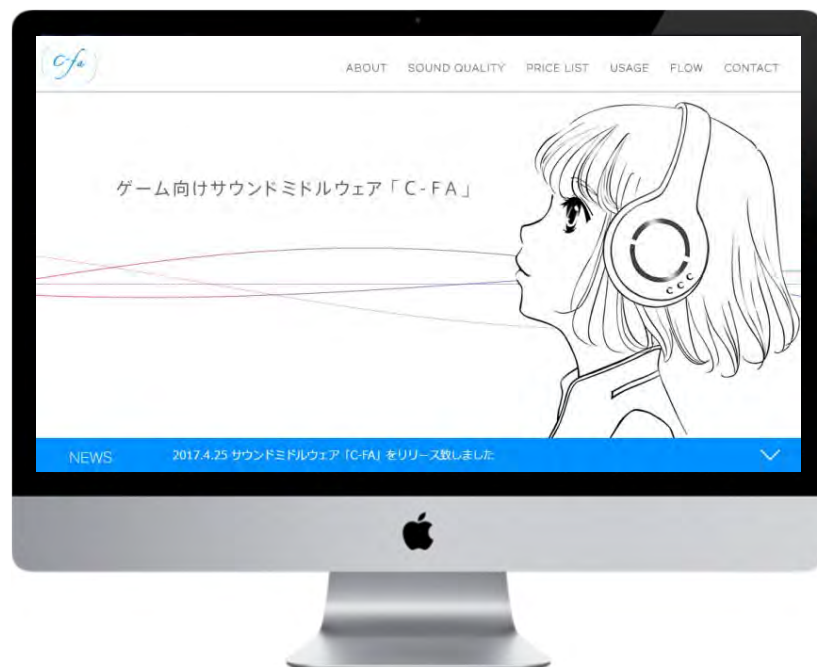 C-fa
ABOUT SOUND QUALITY PRICE LIST USAGE FLOW CONTACT
ゲーム向けサウンドミドルウェア「C-FA」
NEWS 2017.4.25 サウンドミドルウェア「C-FA」をリリース致しました